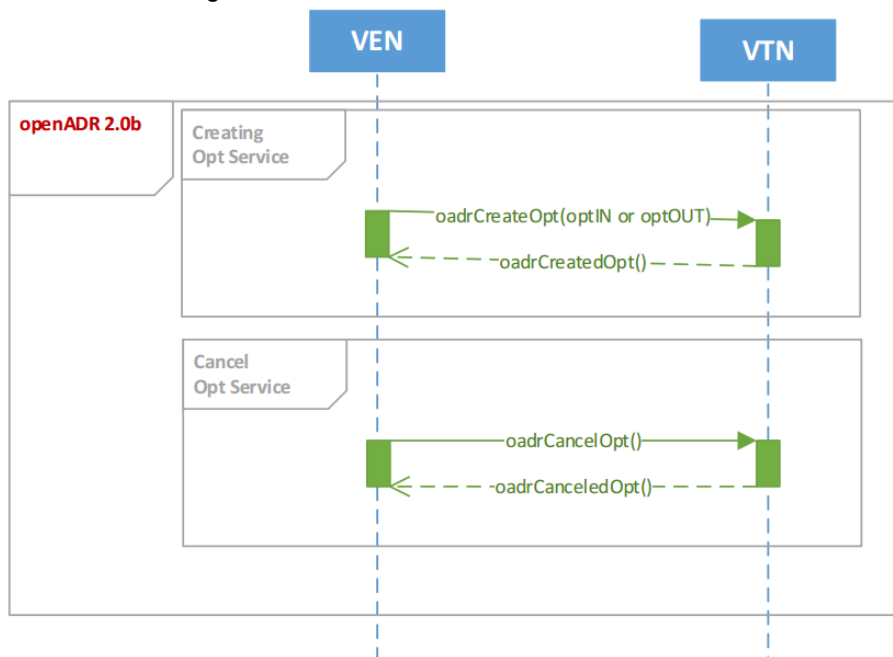 VEN
VTN
openADR 2.0b
Creating
Opt Service
oadrCreateOpt(optIN or optOUT)
oadrCreatedOpt()
Cancel
Opt Service
oadrCancelOpt()
oadrCanceledOpt()